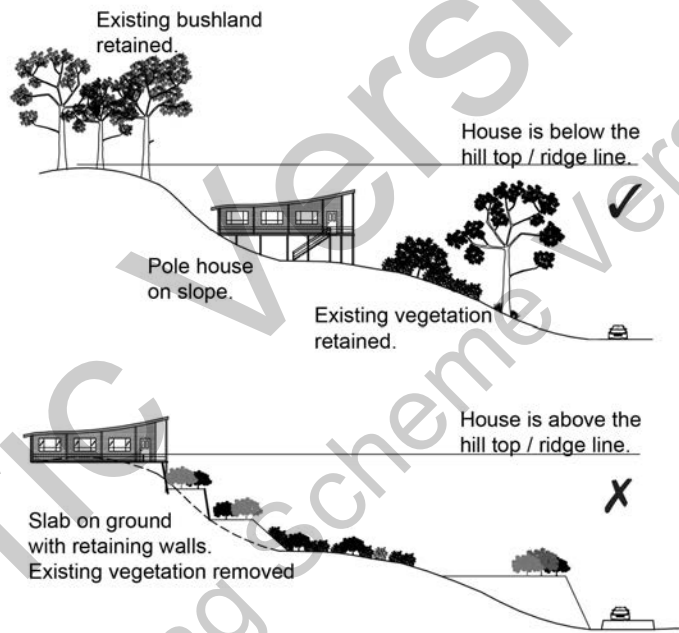 Existing bushland
retained.
House is below the
hill top / ridge line.
Pole house
on slope.
Existing vegetation
retained.
House is above the
hill top / ridge line.
Slab on ground
with retaining walls.
Existing vegetation removed